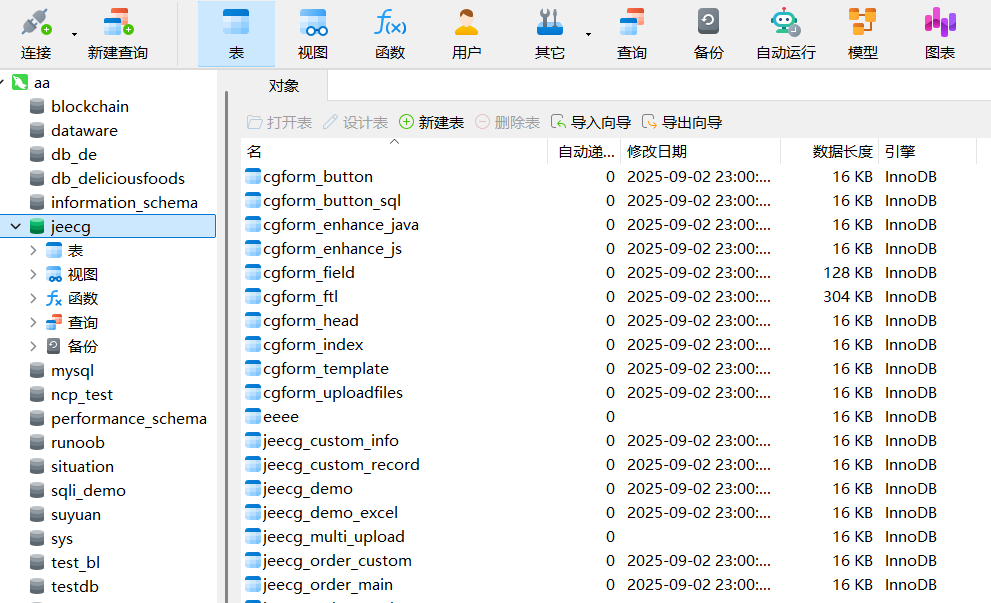 连接 新建查询 表 视图 函数 用户 其它 查询 备份 自动运行 模型 图表
aa
blockchain
dataware
db_de
db_deliciousfoods
information_schema
jeecg
表
视图
函数
查询
备份
mysql
ncp_test
performance_schema
runoob
situation
sqli_demo
suyuan
sys
test_bl
testdb
对象
打开表 设计表 新建表 删除表 导入向导 导出向导
名 自动递... 修改日期 数据长度 引擎
cgform_button 0 2025-09-02 23:00:... 16 KB InnoDB
cgform_button_sql 0 2025-09-02 23:00:... 16 KB InnoDB
cgform_enhance_java 0 2025-09-02 23:00:... 16 KB InnoDB
cgform_enhance_js 0 2025-09-02 23:00:... 16 KB InnoDB
cgform_field 0 2025-09-02 23:00:... 128 KB InnoDB
cgform_ftl 0 2025-09-02 23:00:... 304 KB InnoDB
cgform_head 0 2025-09-02 23:00:... 16 KB InnoDB
cgform_index 0 2025-09-02 23:00:... 16 KB InnoDB
cgform_template 0 2025-09-02 23:00:... 16 KB InnoDB
cgform_uploadfiles 0 2025-09-02 23:00:... 16 KB InnoDB
eeee 0 16 KB InnoDB
jeecg_custom_info 0 2025-09-02 23:00:... 16 KB InnoDB
jeecg_custom_record 0 2025-09-02 23:00:... 16 KB InnoDB
jeecg_demo 0 2025-09-02 23:00:... 16 KB InnoDB
jeecg_demo_excel 0 2025-09-02 23:00:... 16 KB InnoDB
jeecg_multi_upload 0 16 KB InnoDB
jeecg_order_custom 0 2025-09-02 23:00:... 16 KB InnoDB
jeecg_order_main 0 2025-09-02 23:00:... 16 KB InnoDB